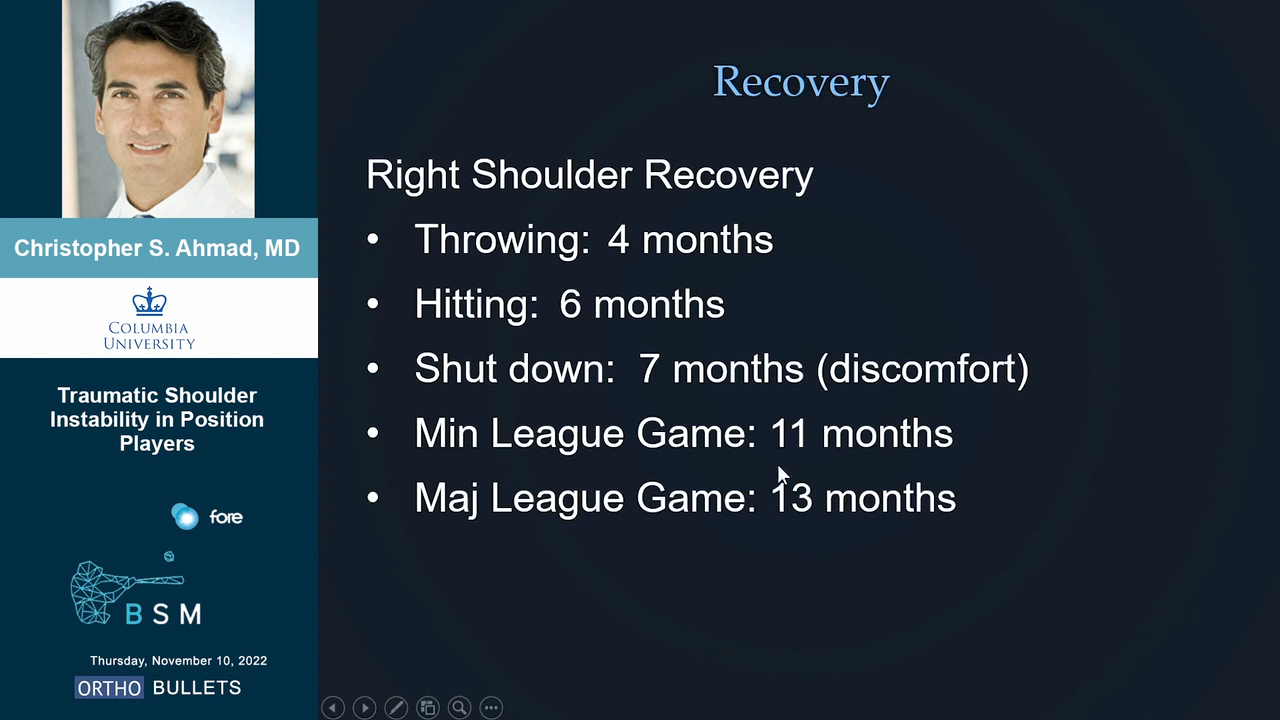 Christopher S. Ahmad, MD
COLUMBIA
UNIVERSITY
Traumatic Shoulder
Instability in Position
Players
fore
BSM
Thursday, November 10, 2022
ORTHO BULLETS
Recovery
Right Shoulder Recovery
• Throwing: 4 months
• Hitting: 6 months
• Shut down: 7 months (discomfort)
• Min League Game: 11 months
• Maj League Game: 13 months